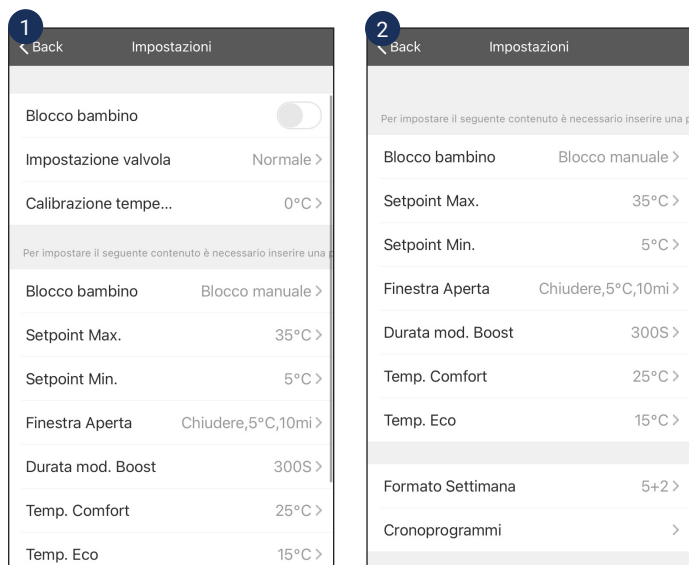 1
Back Impostazioni
Blocco bambino
Impostazione valvola Normale >
Calibrazione tempe... 0°C >
Per impostare il seguente contenuto è necessario inserire una p
Blocco bambino Blocco manuale >
Setpoint Max. 35°C >
Setpoint Min. 5°C >
Finestra Aperta Chiudere,5°C,10mi >
Durata mod. Boost 300S >
Temp. Comfort 25°C >
Temp. Eco 15°C >
2
Back Impostazioni
Per impostare il seguente contenuto è necessario inserire una p
Blocco bambino Blocco manuale >
Setpoint Max. 35°C >
Setpoint Min. 5°C >
Finestra Aperta Chiudere,5°C,10mi >
Durata mod. Boost 300S >
Temp. Comfort 25°C >
Temp. Eco 15°C >
Formato Settimana 5+2 >
Cronoprogrammi >